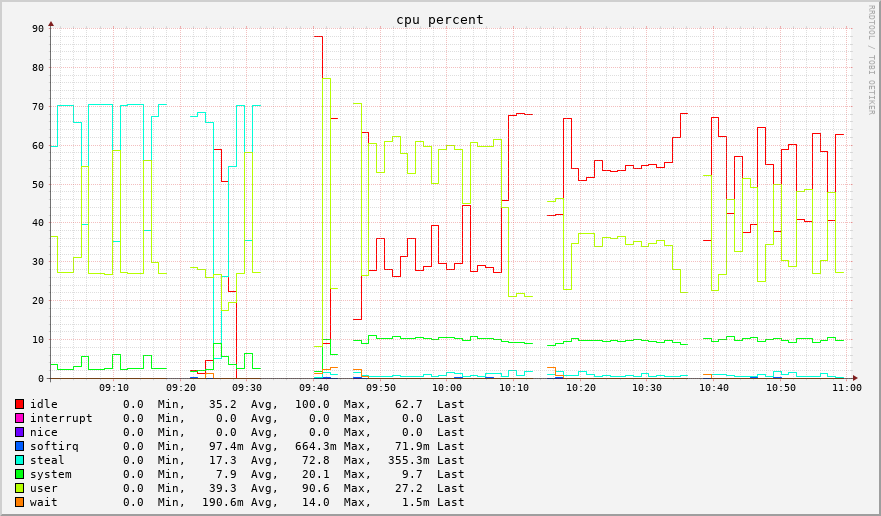 cpu percent
RRDTOOL / TOBI OETIKER
90
80
70
60
50
40
30
20
10
0
09:10 09:20 09:30 09:40 09:50 10:00 10:10 10:20 10:30 10:40 10:50 11:00
idle 0.0 Min, 35.2 Avg, 100.0 Max, 62.7 Last
interrupt 0.0 Min, 0.0 Avg, 0.0 Max, 0.0 Last
nice 0.0 Min, 0.0 Avg, 0.0 Max, 0.0 Last
softirq 0.0 Min, 97.4m Avg, 664.3m Max, 71.9m Last
steal 0.0 Min, 17.3 Avg, 72.8 Max, 355.3m Last
system 0.0 Min, 7.9 Avg, 20.1 Max, 9.7 Last
user 0.0 Min, 39.3 Avg, 90.6 Max, 27.2 Last
wait 0.0 Min, 190.6m Avg, 14.0 Max, 1.5m Last